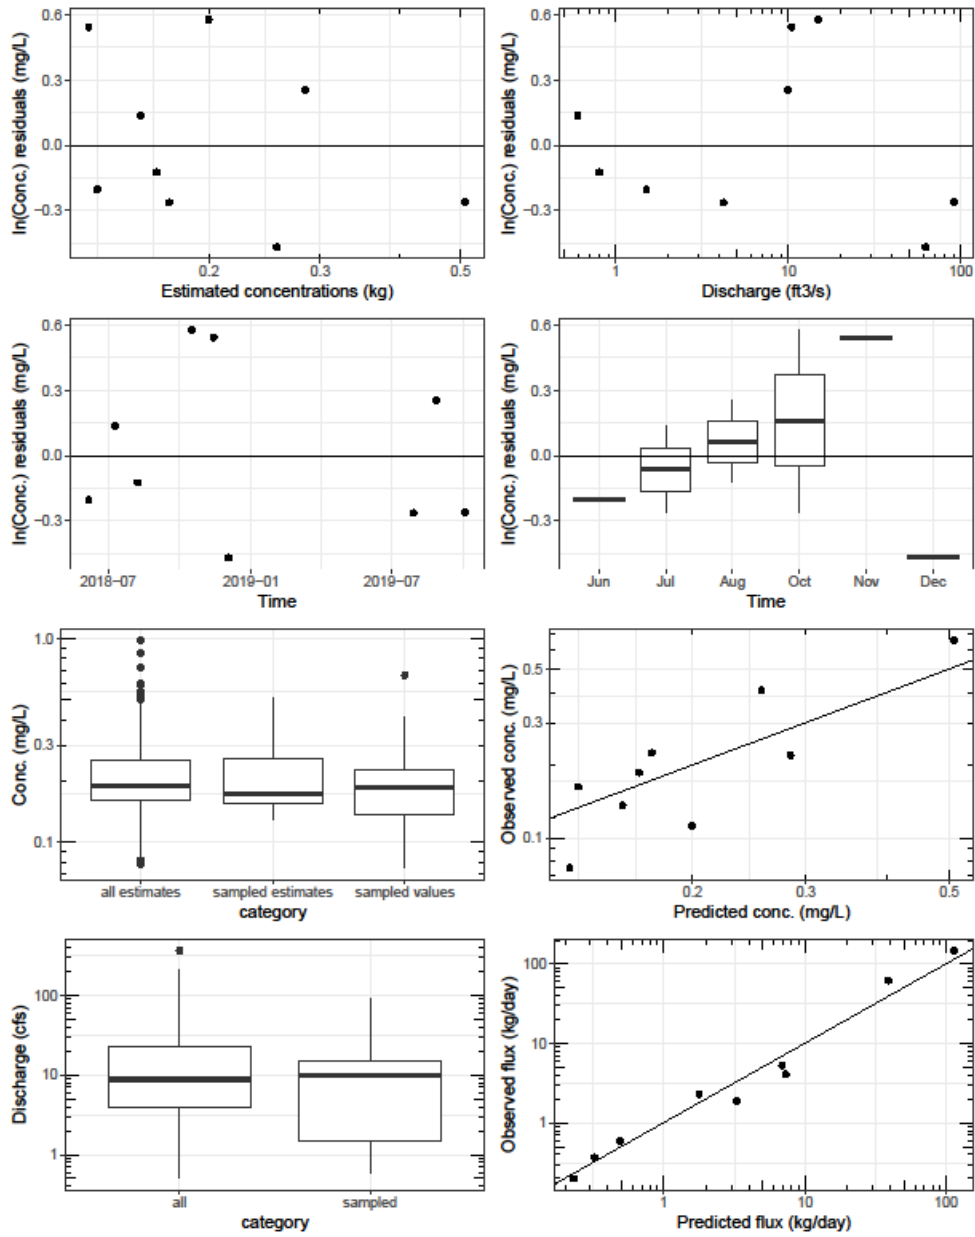 ln(Conc.) residuals (mg/L)
0.6
0.3
0.0
−0.3
0.2
0.3
0.5
Estimated concentrations (kg)
ln(Conc.) residuals (mg/L)
0.6
0.3
0.0
−0.3
1
10
100
Discharge (ft3/s)
ln(Conc.) residuals (mg/L)
0.6
0.3
0.0
−0.3
2018−07
2019−01
2019−07
Time
ln(Conc.) residuals (mg/L)
0.6
0.3
0.0
−0.3
Jun
Jul
Aug
Oct
Nov
Dec
Time
Conc. (mg/L)
1.0
0.3
0.1
all estimates
sampled estimates
sampled values
category
Observed conc. (mg/L)
0.5
0.3
0.1
0.2
0.3
0.5
Predicted conc. (mg/L)
Discharge (cfs)
100
10
1
all
sampled
category
Observed flux (kg/day)
100
10
1
1
10
100
Predicted flux (kg/day)